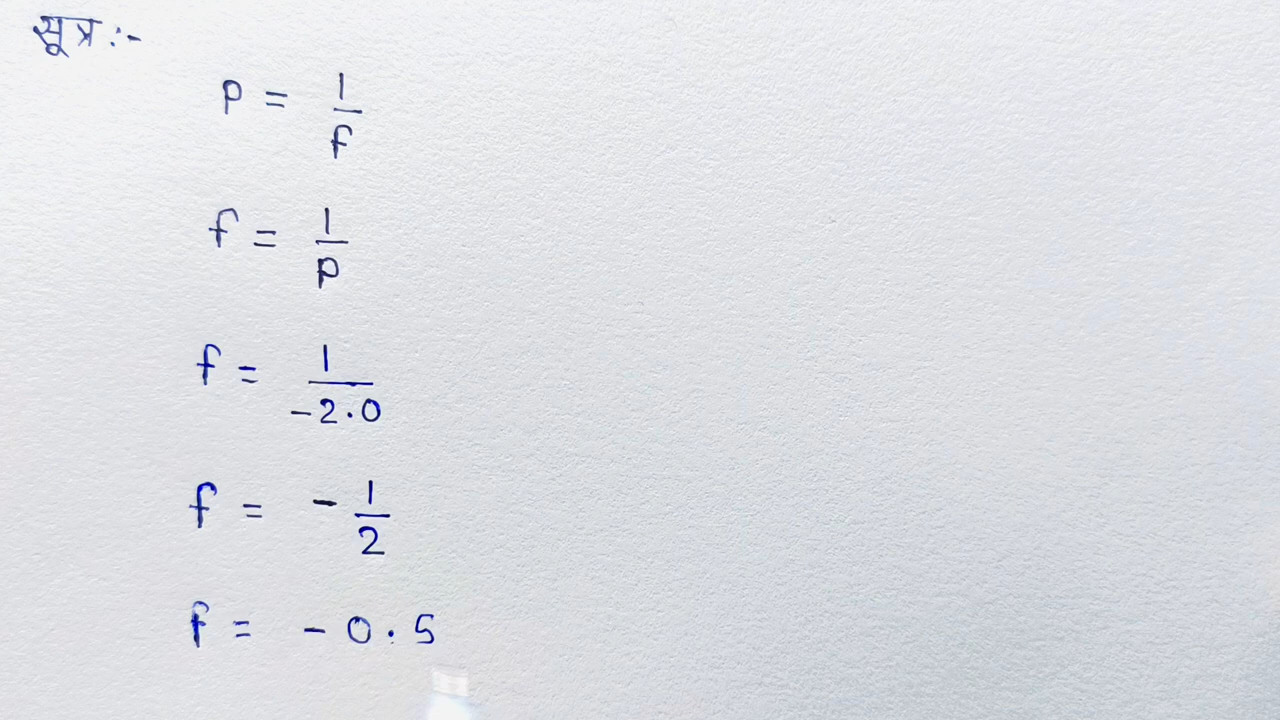 सूत्र :-
P = 1/f
f = 1/P
f = 1/-2.0
f = - 1/2
f = - 0.5